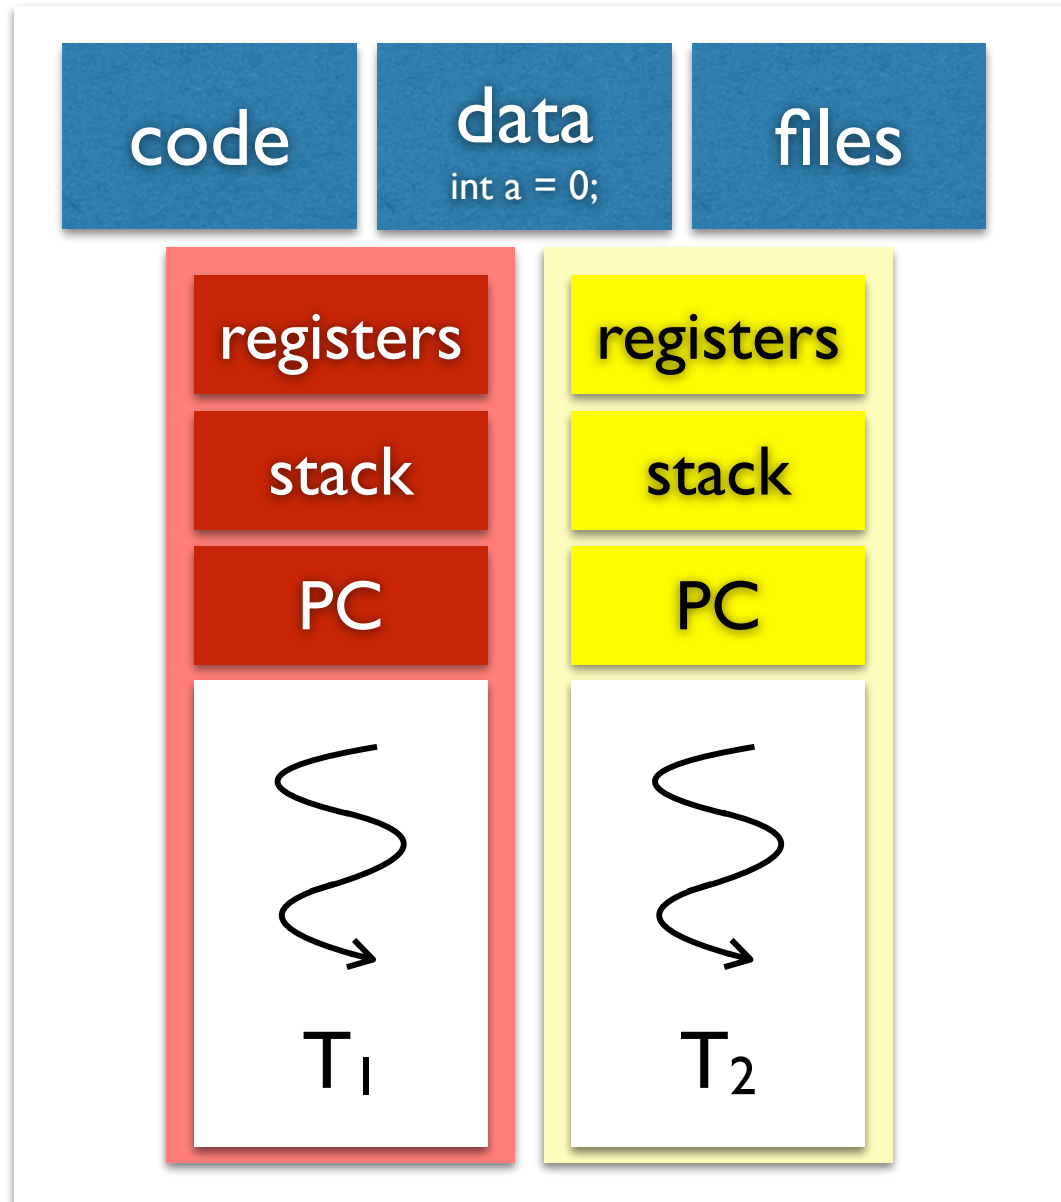 code
data
int a = 0;
files
registers
stack
PC
T1
registers
stack
PC
T2